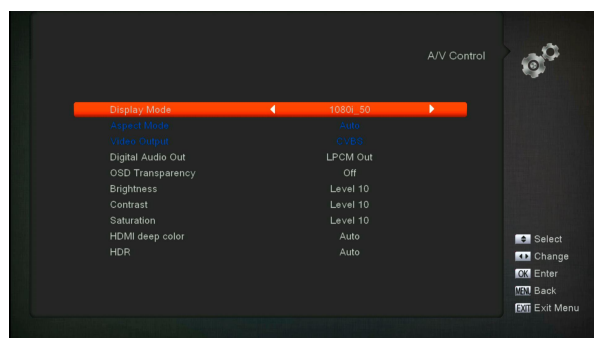 A/V Control
Display Mode 1080i_50
Aspect Mode Auto
Video Output CVBS
Digital Audio Out LPCM Out
OSD Transparency Off
Brightness Level 10
Contrast Level 10
Saturation Level 10
HDMI deep color Auto
HDR Auto
Select
Change
OK Enter
MENU Back
EXIT Exit Menu